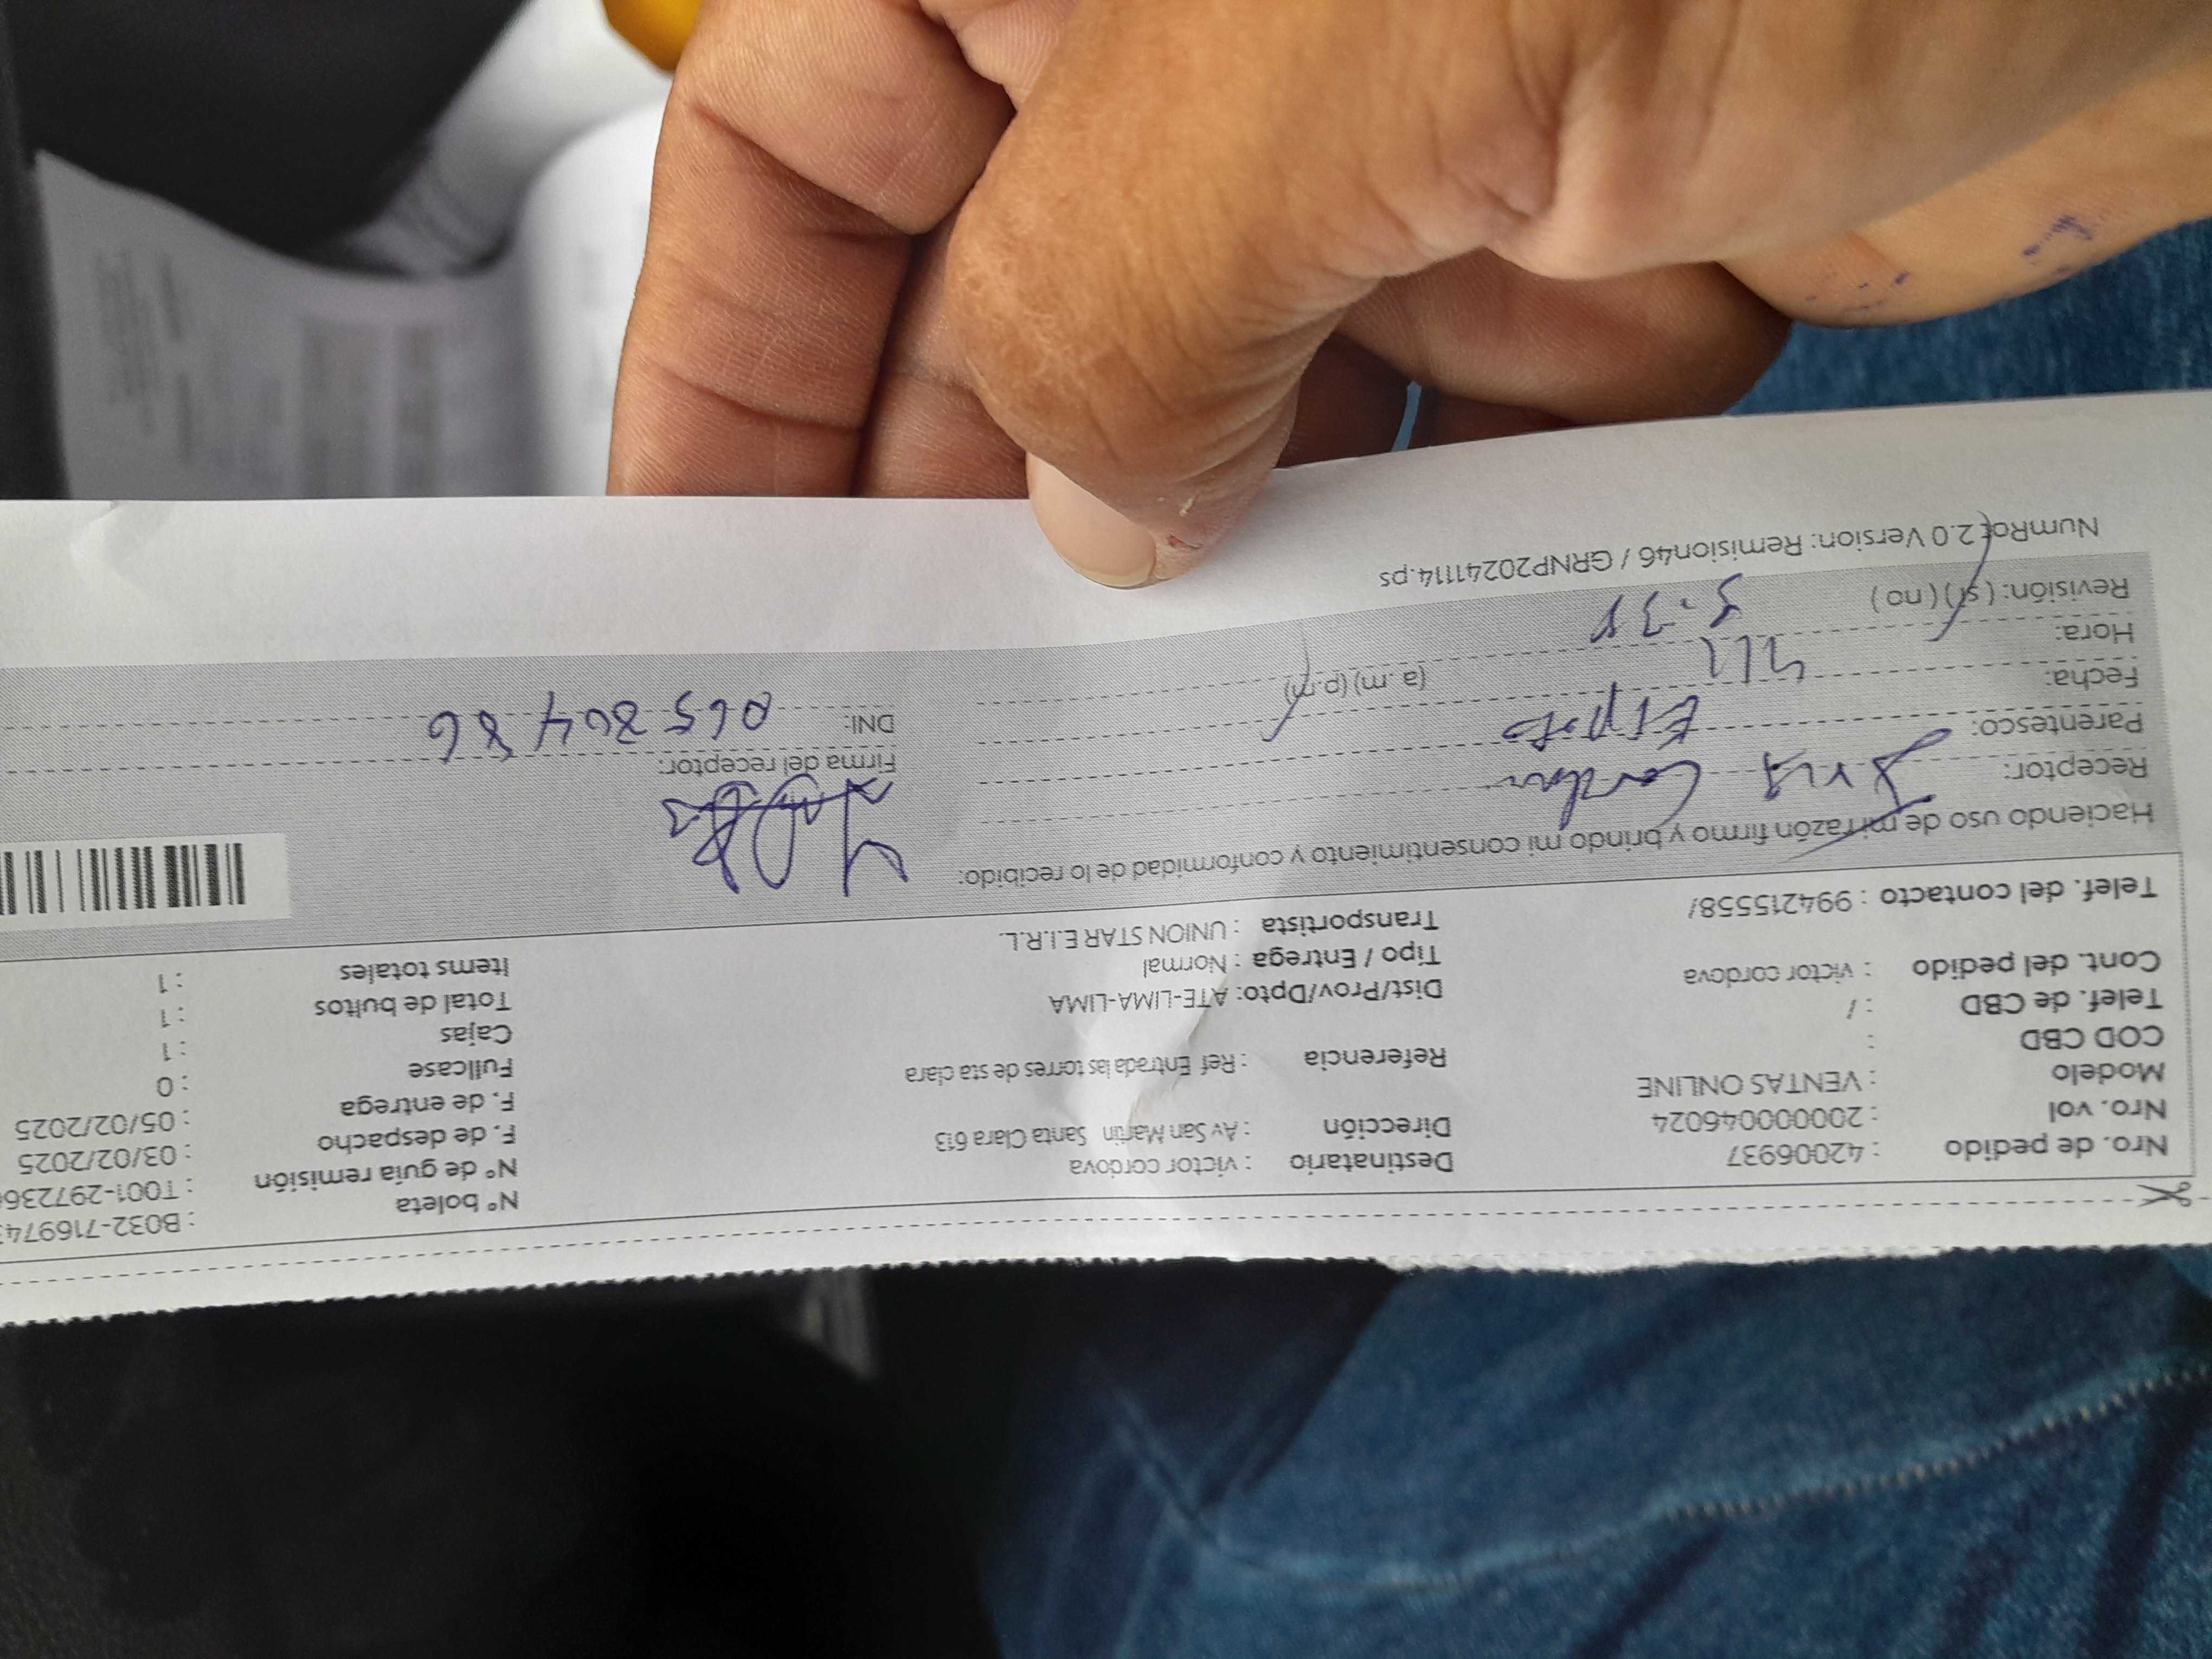 Nro. de pedido : 42006937
Nro. vol : 20000046024
Modelo : VENTAS ONLINE
COD CBD :
Telef. de CBD : /
Cont. del pedido : victor cordova
Telef. del contacto : 994215558/
Destinatario : victor cordova
Dirección : Av San Martin Santa Clara 613
Referencia : Ref Entrada las torres de sta clara
Dist/Prov/Dpto: ATE-LIMA-LIMA
Tipo / Entrega : Normal
Transportista : UNION STAR E.I.R.L.
N° boleta : B032-716974
N° de guía remisión : T001-297236
F. de despacho : 03/02/2025
F. de entrega : 05/02/2025
Fullcase : 0
Cajas : 1
Total de bultos : 1
Items totales : 1
Haciendo uso de mi razón firmo y brindo mi consentimiento y conformidad de lo recibido:
Receptor:
Parentesco:
Fecha:
Hora: (a.m) (p.m)
Revisión: (sí) (no)
Firma del receptor:
DNI: 06580486
NumRot 2.0 Version: Remision46 / GRNP20241114.ps